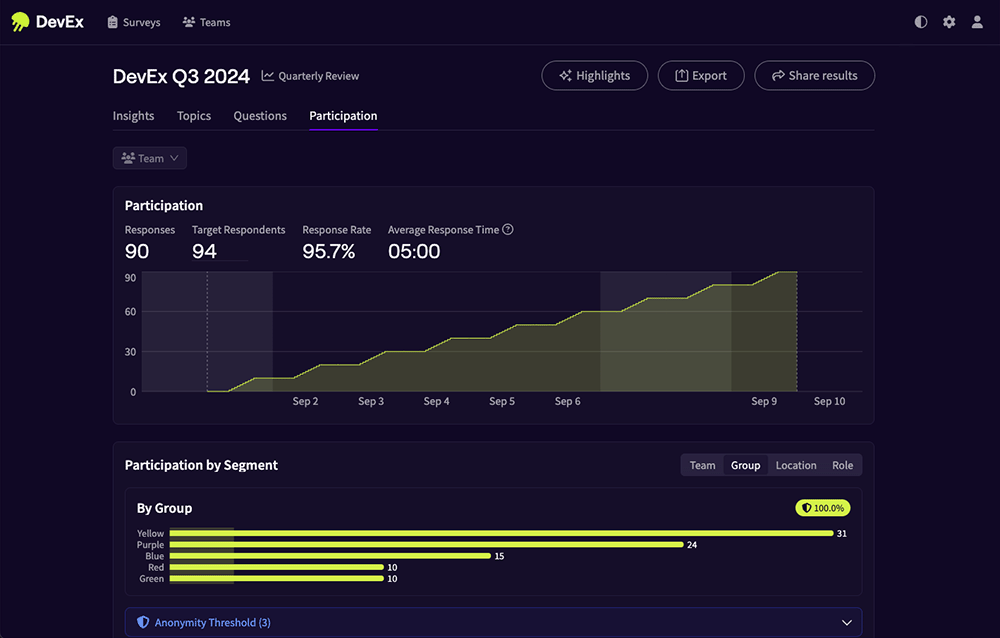 DevEx Surveys Teams
DevEx Q3 2024 Quarterly Review Highlights Export Share results
Insights Topics Questions Participation
Team
Participation
Responses Target Respondents Response Rate Average Response Time ?
90 94 95.7% 05:00
90
60
30
0
Sep 2 Sep 3 Sep 4 Sep 5 Sep 6 Sep 9 Sep 10
Participation by Segment Team Group Location Role
By Group 100.0%
Yellow 31
Purple 24
Blue 15
Red 10
Green 10
Anonymity Threshold (3)